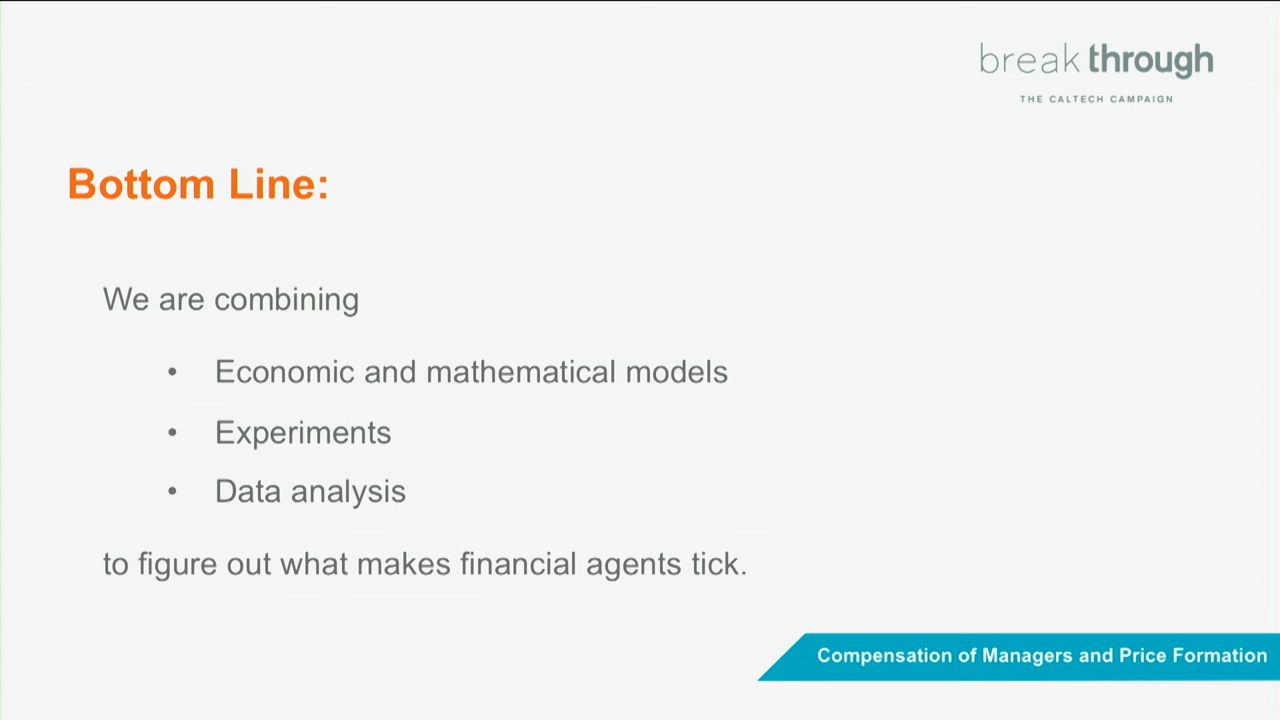 break through
THE CALTECH CAMPAIGN
Bottom Line:
We are combining
• Economic and mathematical models
• Experiments
• Data analysis
to figure out what makes financial agents tick.
Compensation of Managers and Price Formation